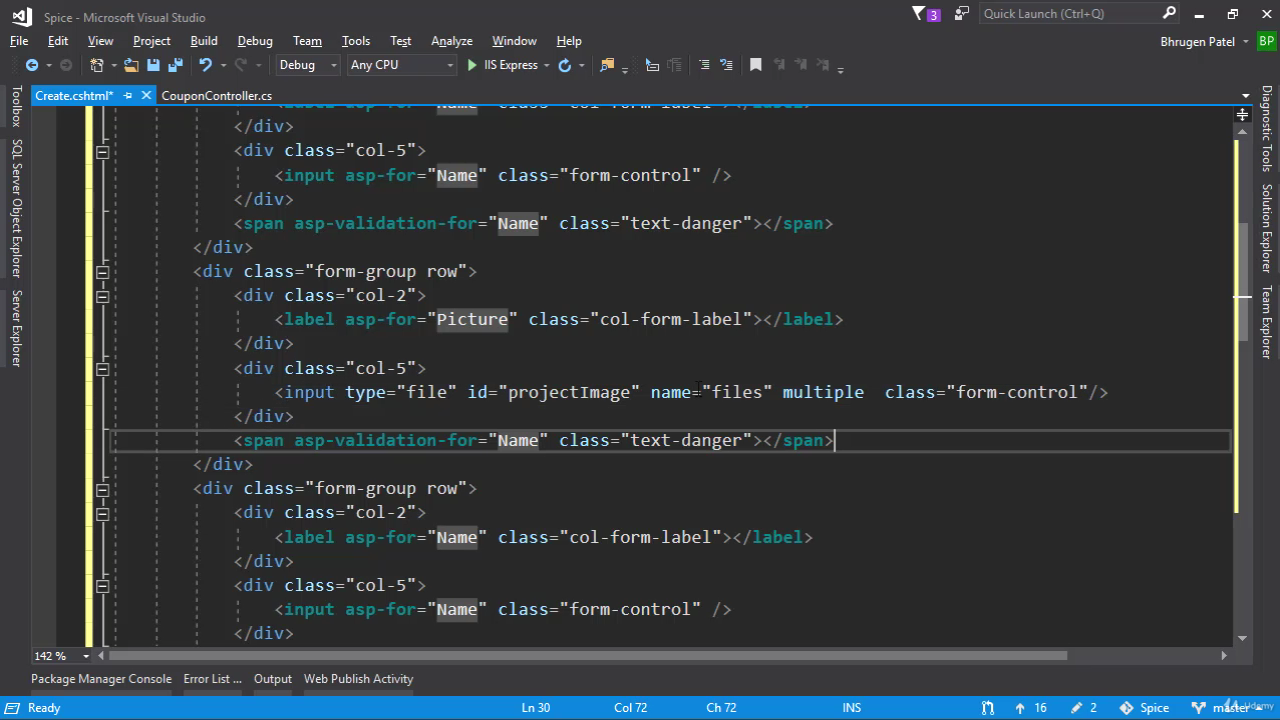 Spice - Microsoft Visual Studio
3
Quick Launch (Ctrl+Q)
File Edit View Project Build Debug Team Tools Test Analyze Window Help
Bhrugen Patel BP
Debug Any CPU IIS Express
Create.cshtml* CouponController.cs
Toolbox
SQL Server Object Explorer
Server Explorer
</div>
<div class="col-5">
<input asp-for="Name" class="form-control" />
</div>
<span asp-validation-for="Name" class="text-danger"></span>
</div>
<div class="form-group row">
<div class="col-2">
<label asp-for="Picture" class="col-form-label"></label>
</div>
<div class="col-5">
<input type="file" id="projectImage" name="files" multiple  class="form-control"/>
</div>
<span asp-validation-for="Name" class="text-danger"></span>
</div>
<div class="form-group row">
<div class="col-2">
<label asp-for="Name" class="col-form-label"></label>
</div>
<div class="col-5">
<input asp-for="Name" class="form-control" />
</div>
Diagnostic Tools
Solution Explorer
Team Explorer
142 %
Package Manager Console Error List ... Output Web Publish Activity
Ready Ln 30 Col 72 Ch 72 INS 16 2 Spice master
Udemy